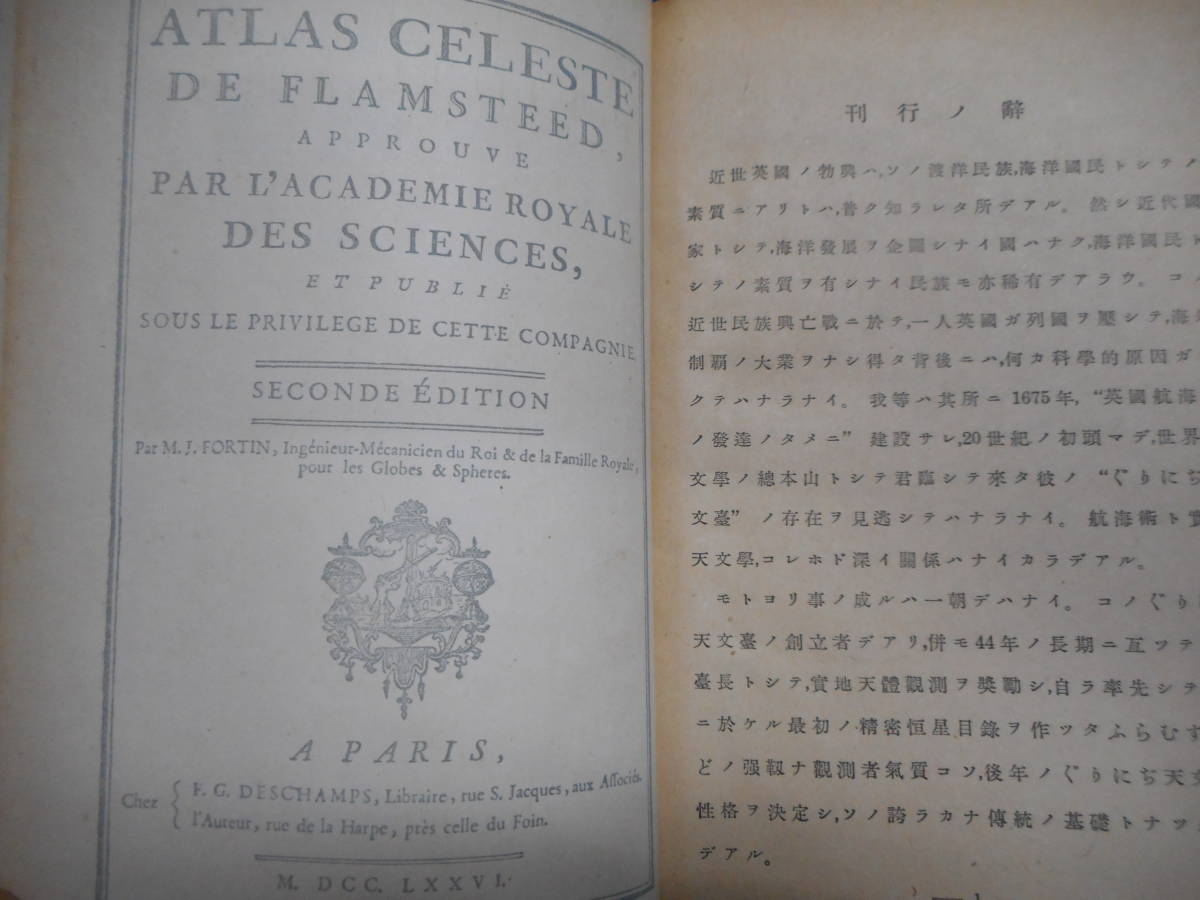 ATLAS CELESTE
DE FLAMSTEED,
APPROUVÉ
PAR L'ACADEMIE ROYALE
DES SCIENCES,
ET PUBLIÉ
SOUS LE PRIVILEGE DE CETTE COMPAGNIE
SECONDE ÉDITION
Par M. J. FORTIN, Ingénieur-Mécanicien du Roi & de la Famille Royale,
pour les Globes & Spheres.
A PARIS,
Chez
F. G. DESCHAMPS, Libraire, rue S. Jacques, aux Associés.
l'Auteur, rue de la Harpe, près celle du Foin.
M. DCC. LXXVI.
刊行ノ辭
近世英國ノ勃興ハ,ソノ渡洋民族,海洋國民トシテノ
素質ニアリトハ,普ク知ラレタ所デアル。然シ近代國
家トシテ,海洋發展ヲ企圖シナイ國ハナク,海洋國民ト
シテノ素質ヲ有シナイ民族モ亦稀有デアラウ。コ
近世民族興亡戰ニ於テ,一人英國ガ列國ヲ壓シテ,海
制覇ノ大業ヲナシ得タ背後ニハ,何カ科學的原因ガ
クテハナラナイ。我等ハ其所ニ 1675年, “英國航海
ノ發達ノタメニ” 建設サレ,20世紀ノ初頭マデ,世界
文學ノ總本山トシテ君臨シテ來タ彼ノ “ぐりにぢ
文臺” ノ存在ヲ見逃シテハナラナイ。航海術ト實
天文學,コレホド深イ關係ハナイカラデアル。
モトヨリ事ノ成ルハ一朝デハナイ。コノぐり
天文臺ノ創立者デアリ,併モ44年ノ長期ニ亙ツテ
臺長トシテ,實地天體觀測ヲ奬勵シ,自ラ率先シテ
ニ於ケル最初ノ精密恒星目錄ヲ作ツタふらむす
どノ强靱ナ觀測者氣質コソ,後年ノぐりにぢ天文
性格ヲ決定シ,ソノ誇ラカナ傳統ノ基礎トナツ
デアル。
1